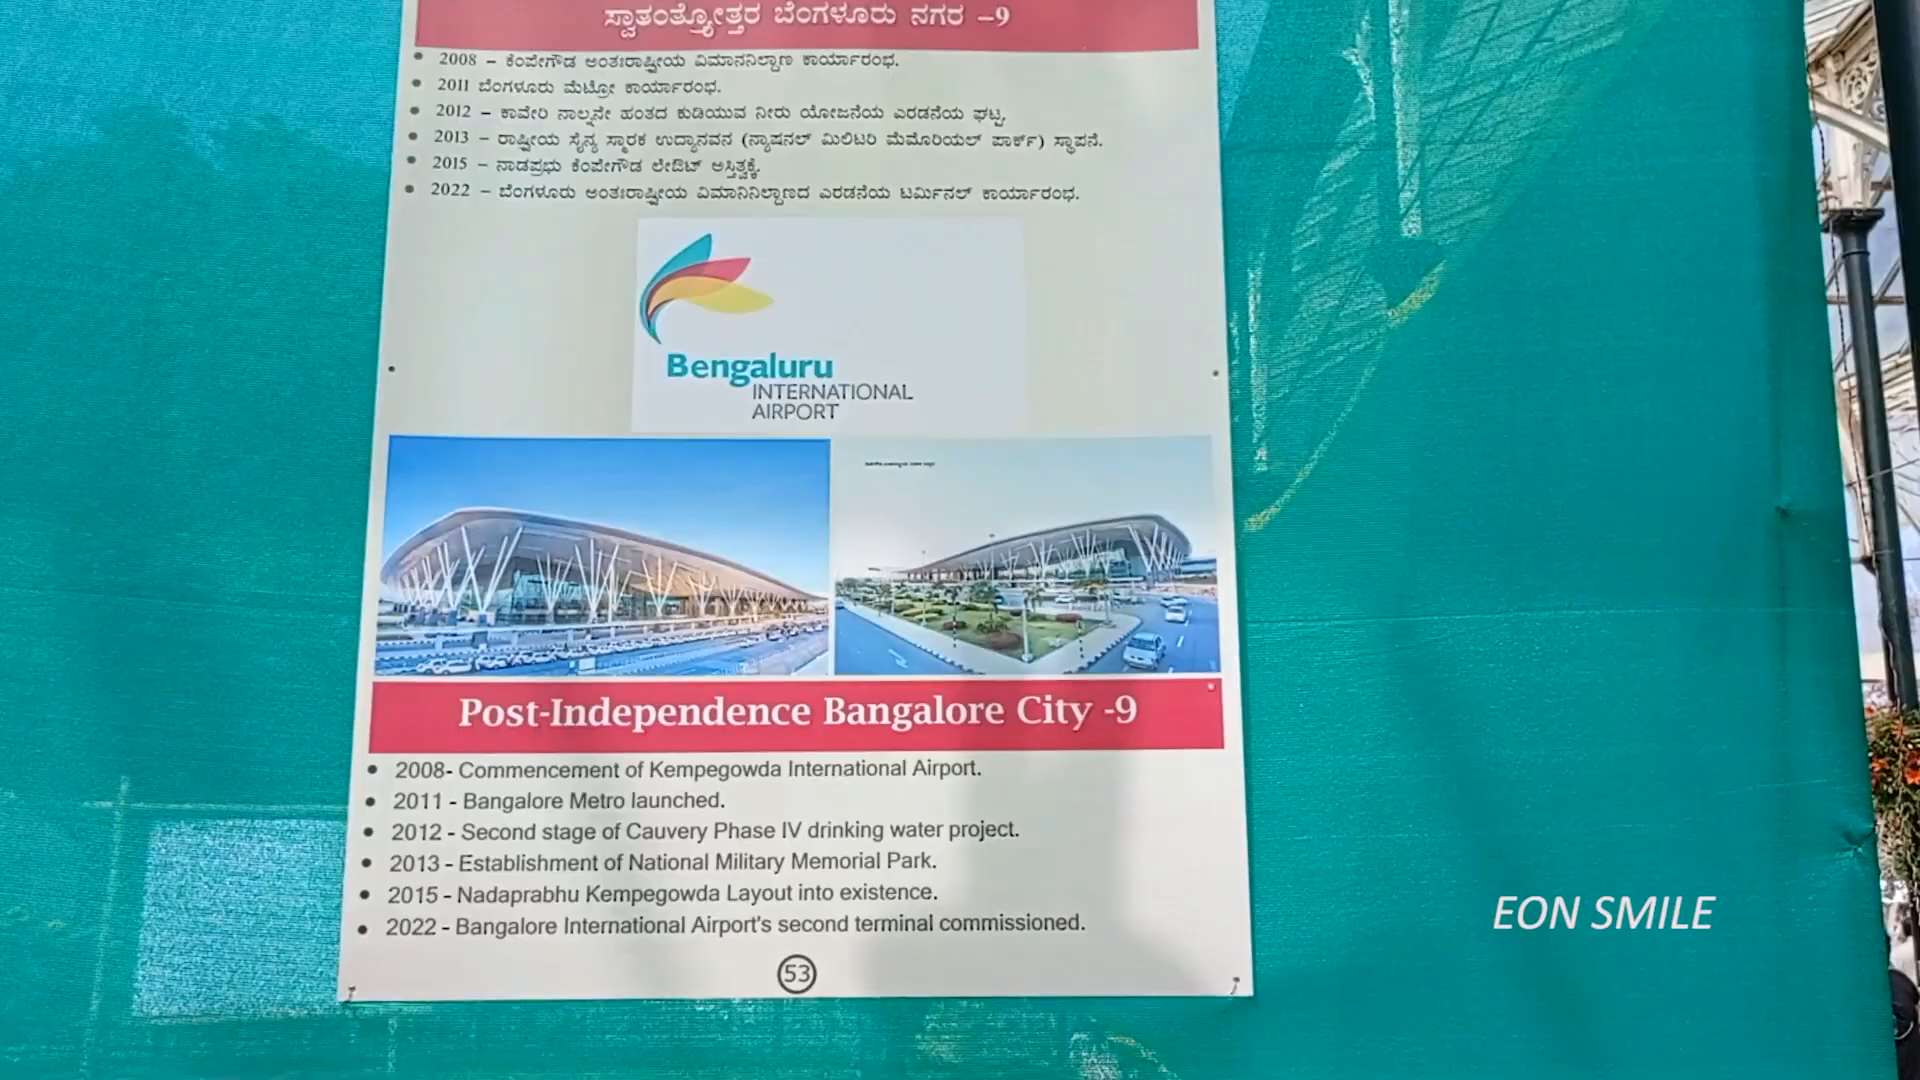 ಸ್ವಾತಂತ್ರ್ಯೋತ್ತರ ಬೆಂಗಳೂರು ನಗರ –9
• 2008 – ಕೆಂಪೇಗೌಡ ಅಂತಃರಾಷ್ಟ್ರೀಯ ವಿಮಾನನಿಲ್ದಾಣ ಕಾರ್ಯಾರಂಭ.
• 2011 ಬೆಂಗಳೂರು ಮೆಟ್ರೋ ಕಾರ್ಯಾರಂಭ.
• 2012 – ಕಾವೇರಿ ನಾಲ್ಕನೇ ಹಂತದ ಕುಡಿಯುವ ನೀರು ಯೋಜನೆಯ ಎರಡನೆಯ ಘಟ್ಟ.
• 2013 – ರಾಷ್ಟ್ರೀಯ ಸೈನ್ಯ ಸ್ಮಾರಕ ಉದ್ಯಾನವನ (ನ್ಯಾಷನಲ್ ಮಿಲಿಟರಿ ಮೆಮೊರಿಯಲ್ ಪಾರ್ಕ್) ಸ್ಥಾಪನೆ.
• 2015 – ನಾಡಪ್ರಭು ಕೆಂಪೇಗೌಡ ಲೇಔಟ್ ಅಸ್ತಿತ್ವಕ್ಕೆ.
• 2022 – ಬೆಂಗಳೂರು ಅಂತಃರಾಷ್ಟ್ರೀಯ ವಿಮಾನಿನಿಲ್ದಾಣದ ಎರಡನೆಯ ಟರ್ಮಿನಲ್ ಕಾರ್ಯಾರಂಭ.
Bengaluru
INTERNATIONAL
AIRPORT
Post-Independence Bangalore City -9
• 2008- Commencement of Kempegowda International Airport.
• 2011 - Bangalore Metro launched.
• 2012 - Second stage of Cauvery Phase IV drinking water project.
• 2013 - Establishment of National Military Memorial Park.
• 2015 - Nadaprabhu Kempegowda Layout into existence.
• 2022 - Bangalore International Airport's second terminal commissioned.
53
EON SMILE